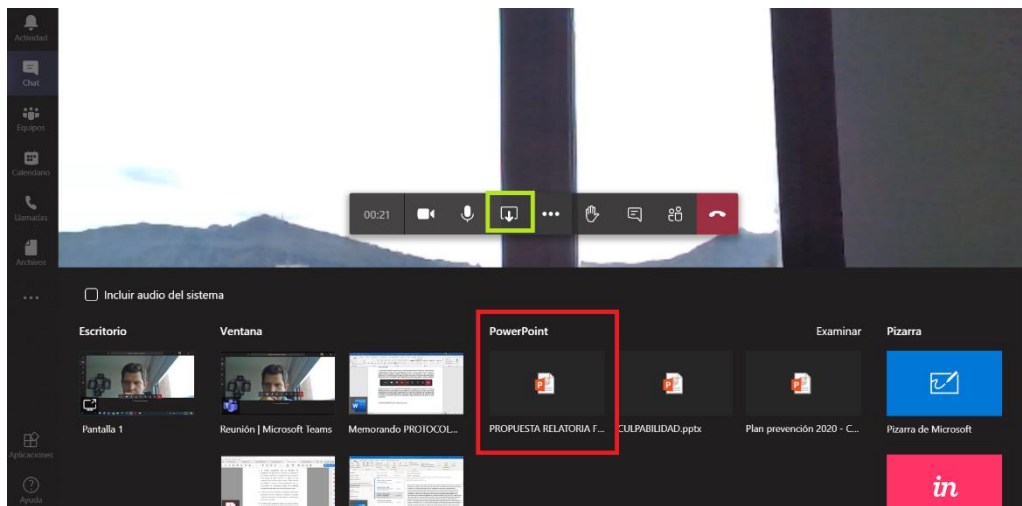 Actividad
Chat
Equipos
Calendario
Llamadas
Archivos
Aplicaciones
Ayuda
00:21
Incluir audio del sistema
Escritorio
Ventana
PowerPoint
Examinar
Pizarra
Pantalla 1
Reunión | Microsoft Teams
Memorando PROTOCOL...
PROPUESTA RELATORIA F...
CULPABILIDAD.pptx
Plan prevención 2020 - C...
Pizarra de Microsoft
in